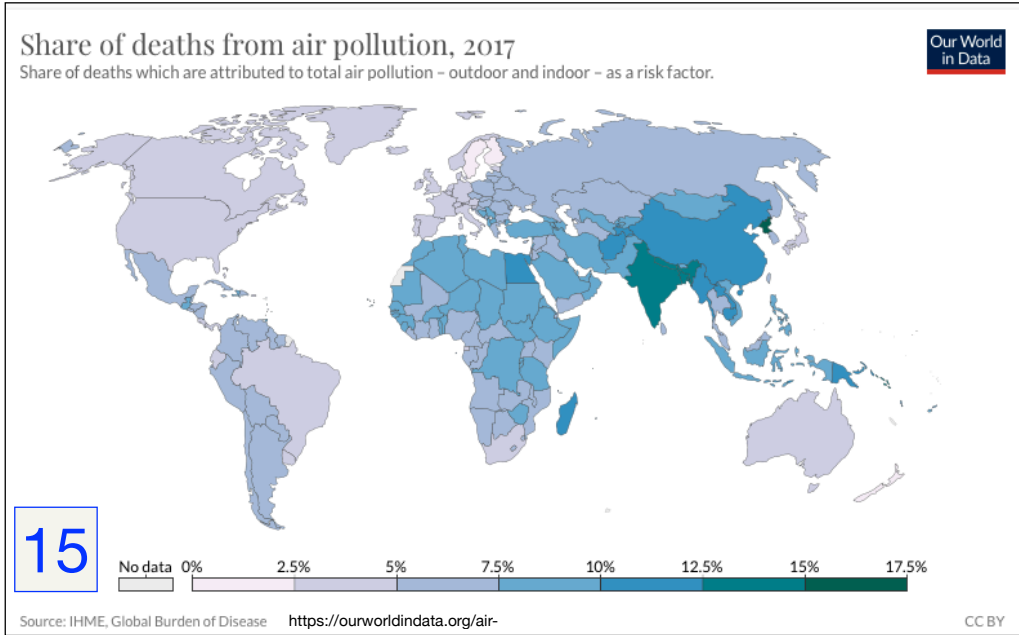 Share of deaths from air pollution, 2017
Our World
in Data
Share of deaths which are attributed to total air pollution – outdoor and indoor – as a risk factor.
15
No data 0% 2.5% 5% 7.5% 10% 12.5% 15% 17.5%
Source: IHME, Global Burden of Disease https://ourworldindata.org/air- CC BY